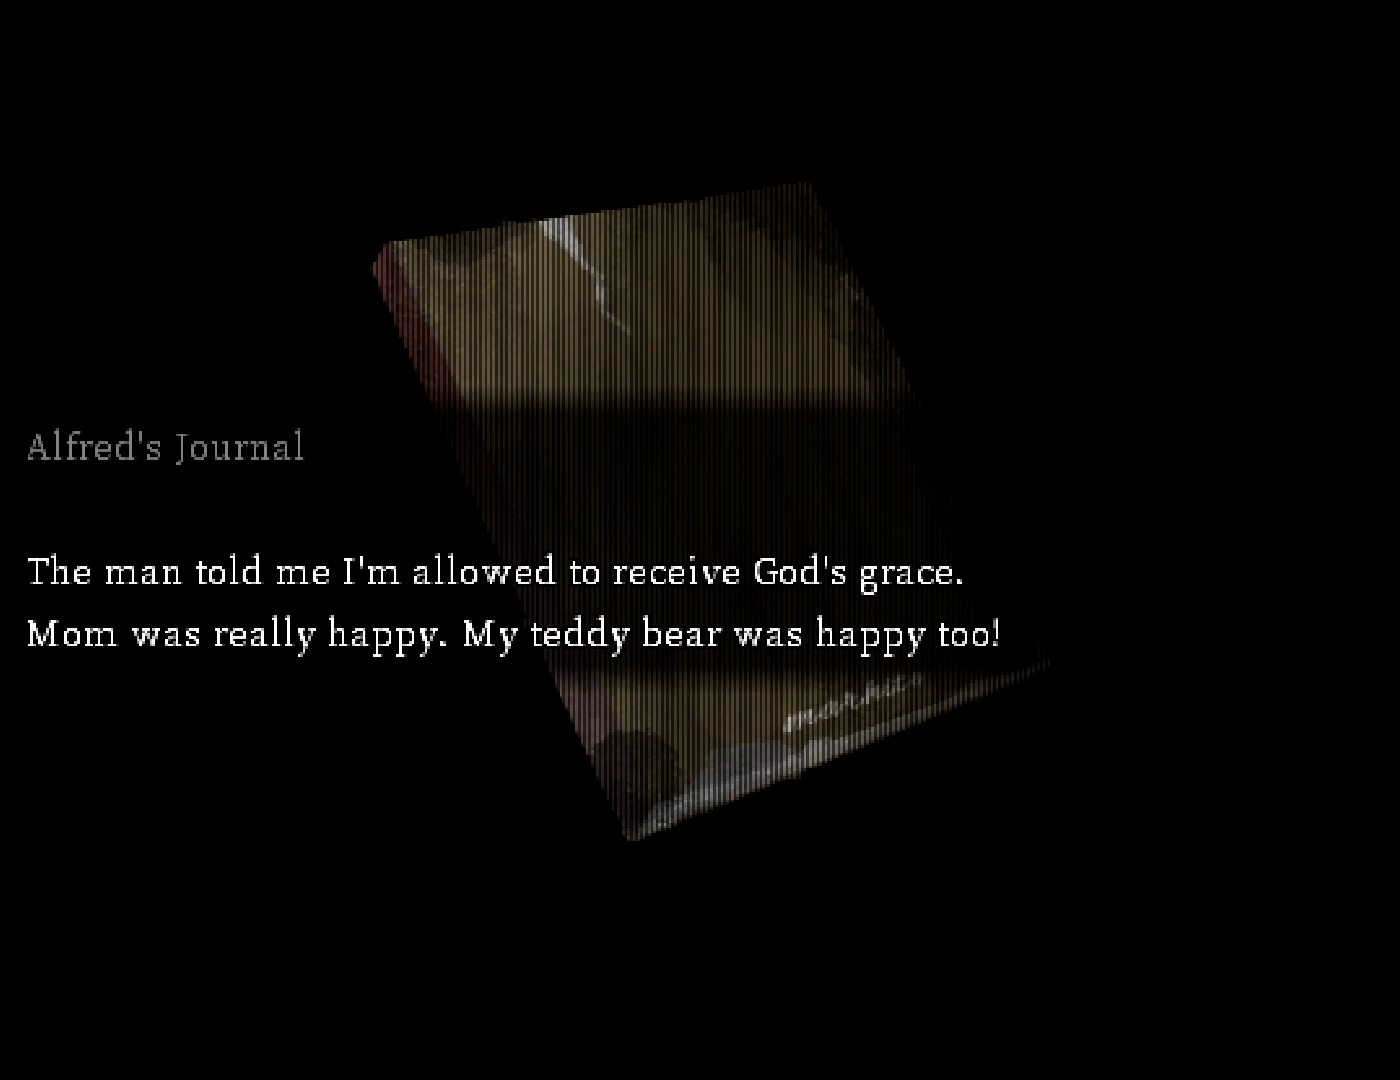 Alfred's Journal
The man told me I'm allowed to receive God's grace.
Mom was really happy. My teddy bear was happy too!